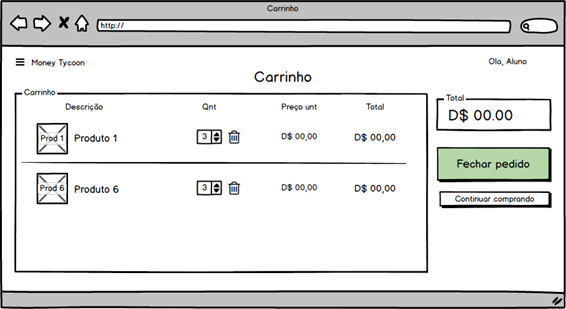 Carrinho
http://
Money Tycoon
Ola, Aluno
Carrinho
Carrinho
Descrição Qnt Preço unt Total
Prod 1 Produto 1 3 D$ 00,00 D$ 00,00
Prod 6 Produto 6 3 D$ 00,00 D$ 00,00
Total
D$ 00.00
Fechar pedido
Continuar comprando